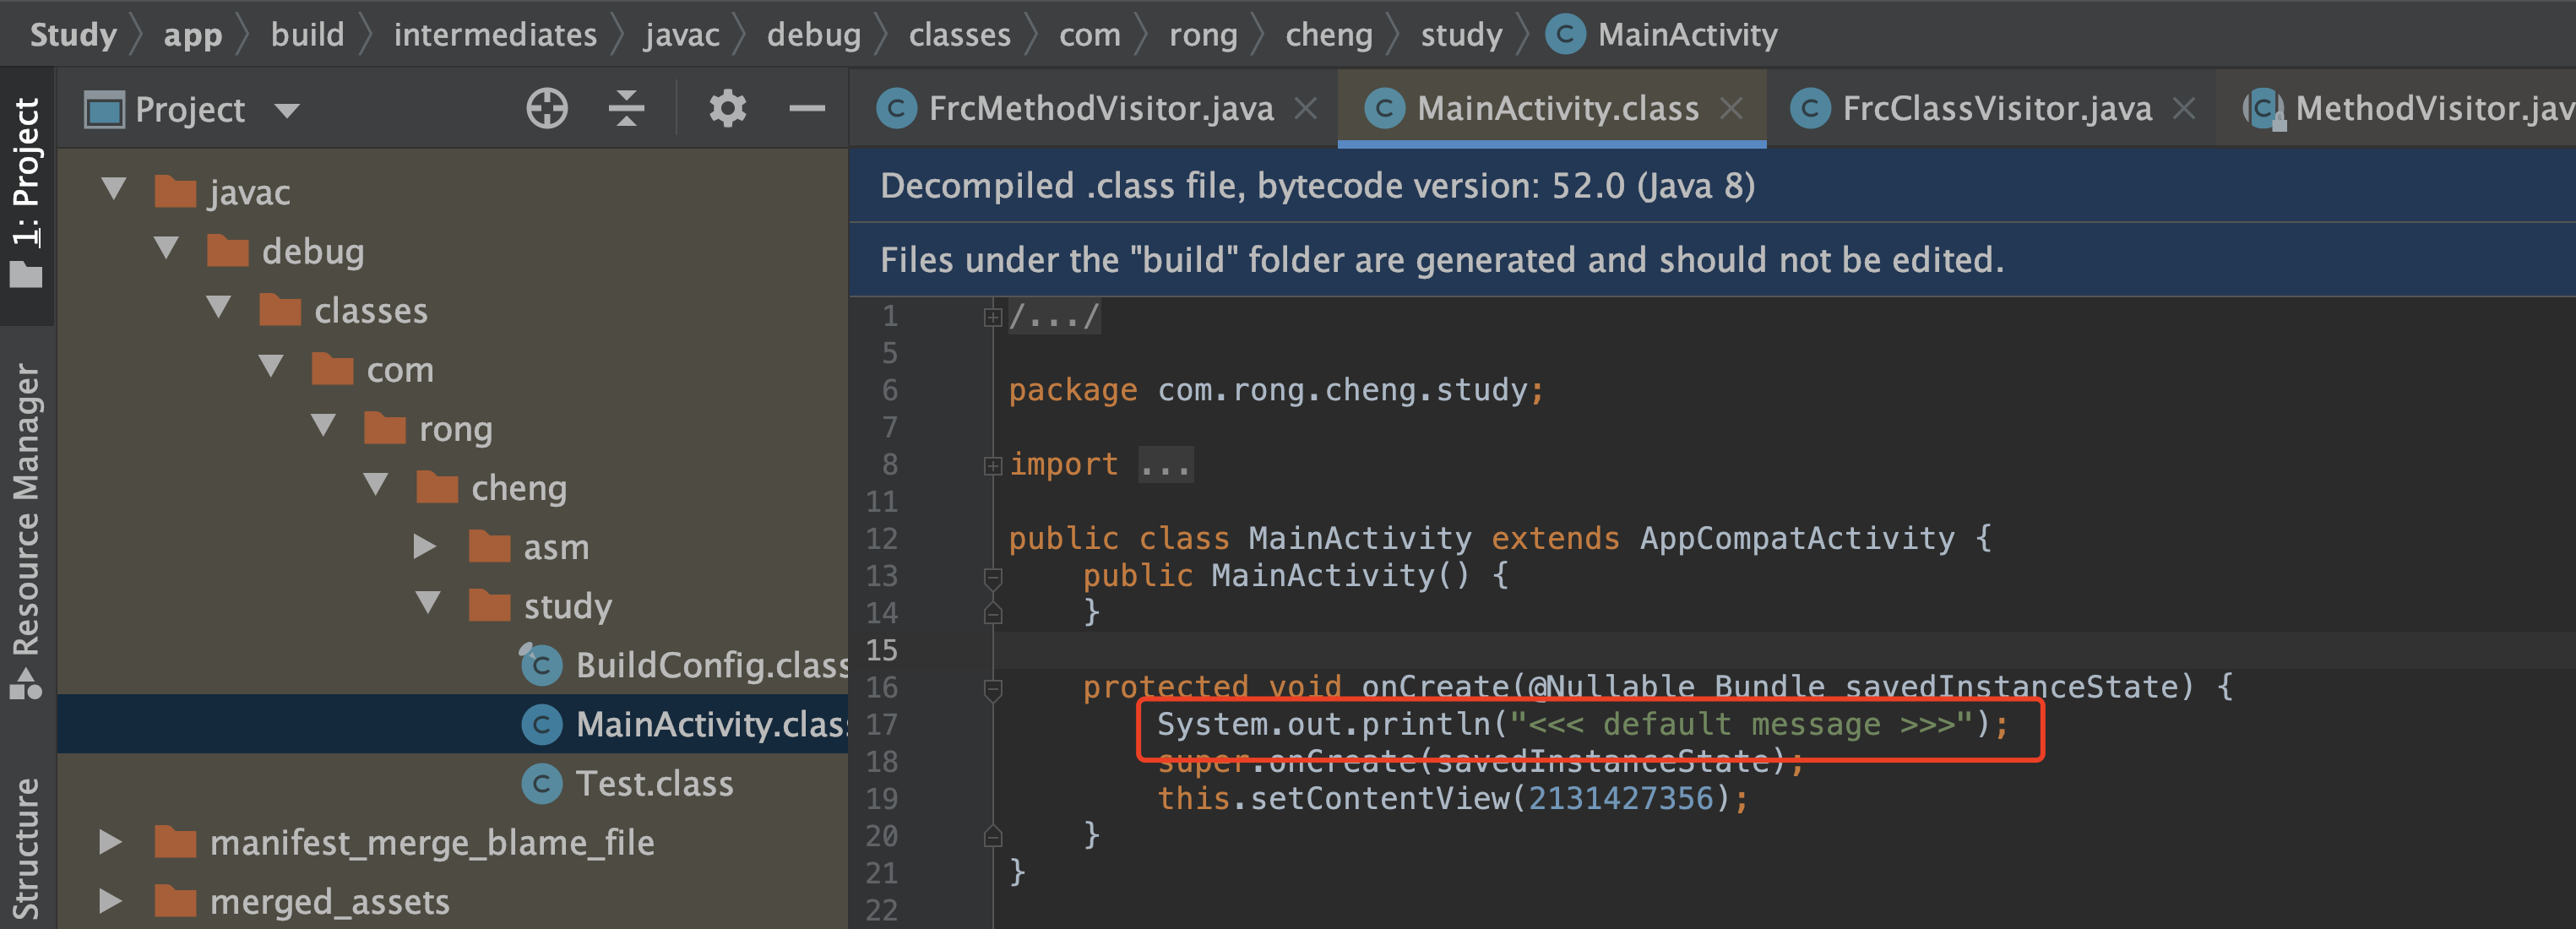 Study app build intermediates javac debug classes com rong cheng study MainActivity
1: Project
Resource Manager
Structure
Project
FrcMethodVisitor.java
MainActivity.class
FrcClassVisitor.java
MethodVisitor.jav
javac
debug
classes
com
rong
cheng
asm
study
BuildConfig.class
MainActivity.clas
Test.class
manifest_merge_blame_file
merged_assets
Decompiled .class file, bytecode version: 52.0 (Java 8)
Files under the "build" folder are generated and should not be edited.
1 /.../
5
6 package com.rong.cheng.study;
7
8 import ...
11
12 public class MainActivity extends AppCompatActivity {
13 public MainActivity() {
14 }
15
16 protected void onCreate(@Nullable Bundle savedInstanceState) {
17 System.out.println("<<< default message >>>");
18 super.onCreate(savedInstanceState);
19 this.setContentView(2131427356);
20 }
21 }
22